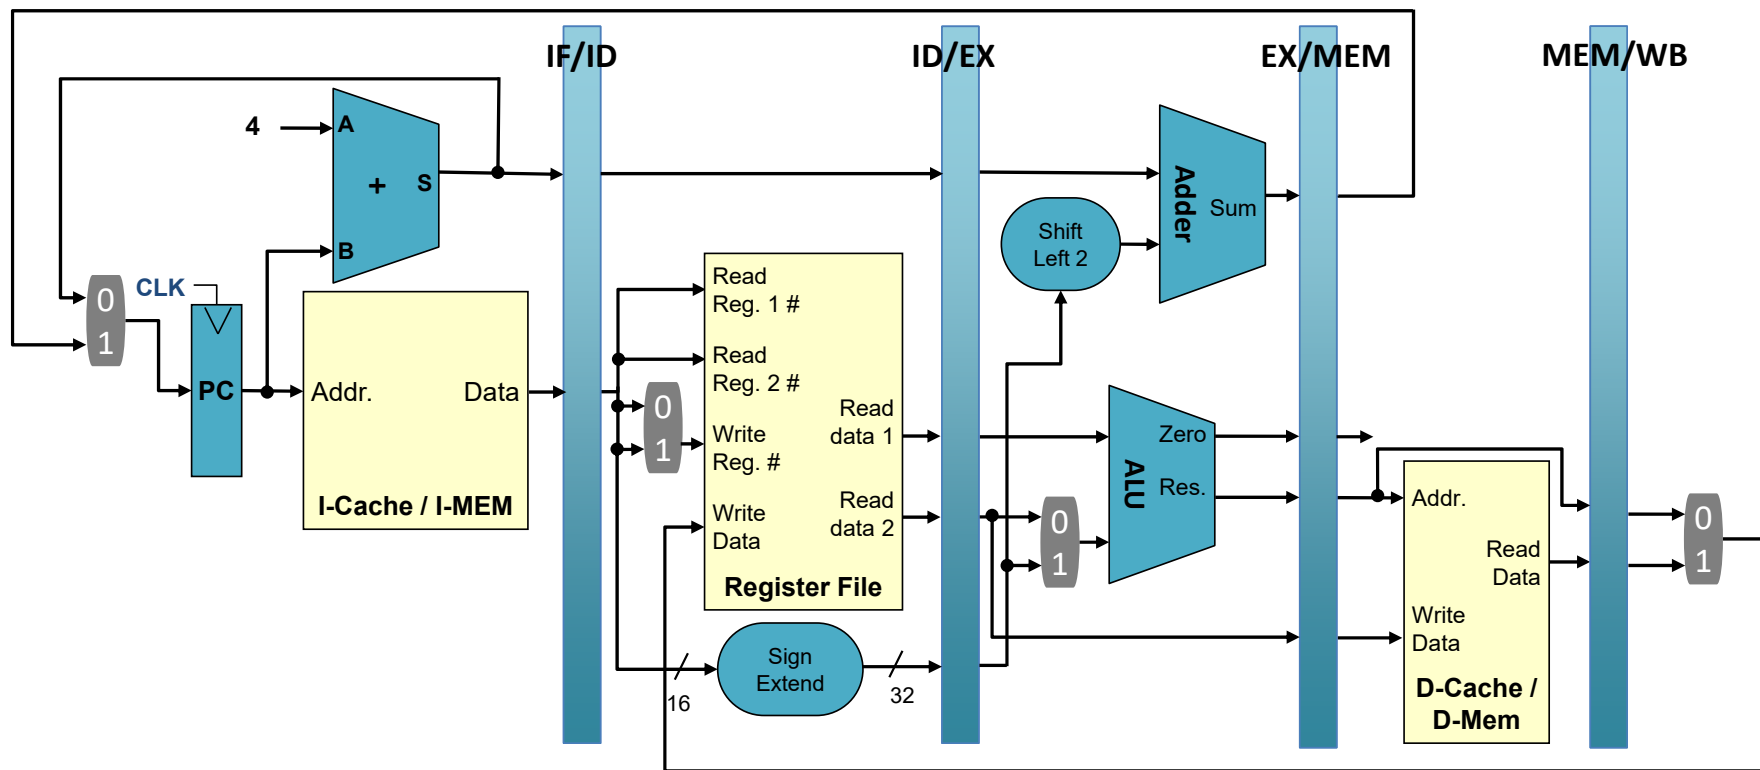 IF/ID
ID/EX
EX/MEM
MEM/WB
4
A
+
S
B
CLK
0
1
PC
Addr.
Data
I-Cache / I-MEM
Read
Reg. 1 #
Read
Reg. 2 #
0
1
Write
Reg. #
Write
Data
Read
data 1
Read
data 2
Register File
16
Sign
Extend
32
Shift
Left 2
Adder
Sum
0
1
ALU
Zero
Res.
Addr.
Read
Data
Write
Data
D-Cache /
D-Mem
0
1